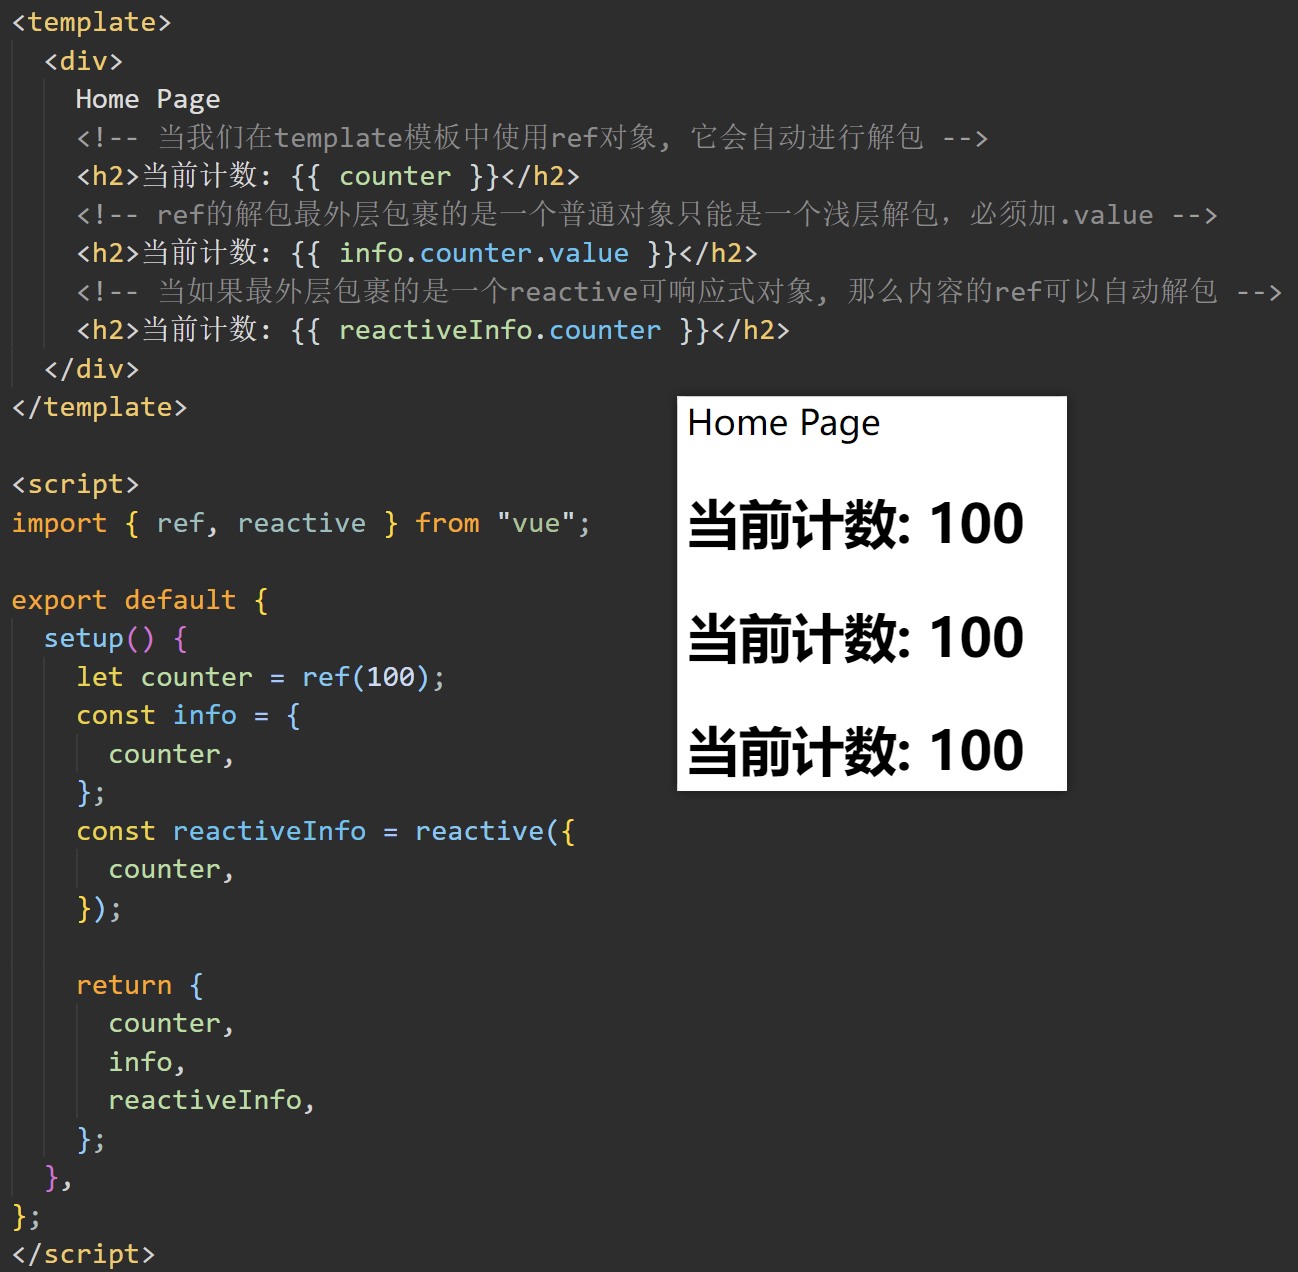 <template>
<div>
Home Page
<!-- 当我们在template模板中使用ref对象, 它会自动进行解包 -->
<h2>当前计数: {{ counter }}</h2>
<!-- ref的解包最外层包裹的是一个普通对象只能是一个浅层解包，必须加.value -->
<h2>当前计数: {{ info.counter.value }}</h2>
<!-- 当如果最外层包裹的是一个reactive可响应式对象, 那么内容的ref可以自动解包 -->
<h2>当前计数: {{ reactiveInfo.counter }}</h2>
</div>
</template>
<script>
import { ref, reactive } from "vue";
export default {
setup() {
let counter = ref(100);
const info = {
counter,
};
const reactiveInfo = reactive({
counter,
});
return {
counter,
info,
reactiveInfo,
};
},
};
</script>
Home Page
当前计数: 100
当前计数: 100
当前计数: 100